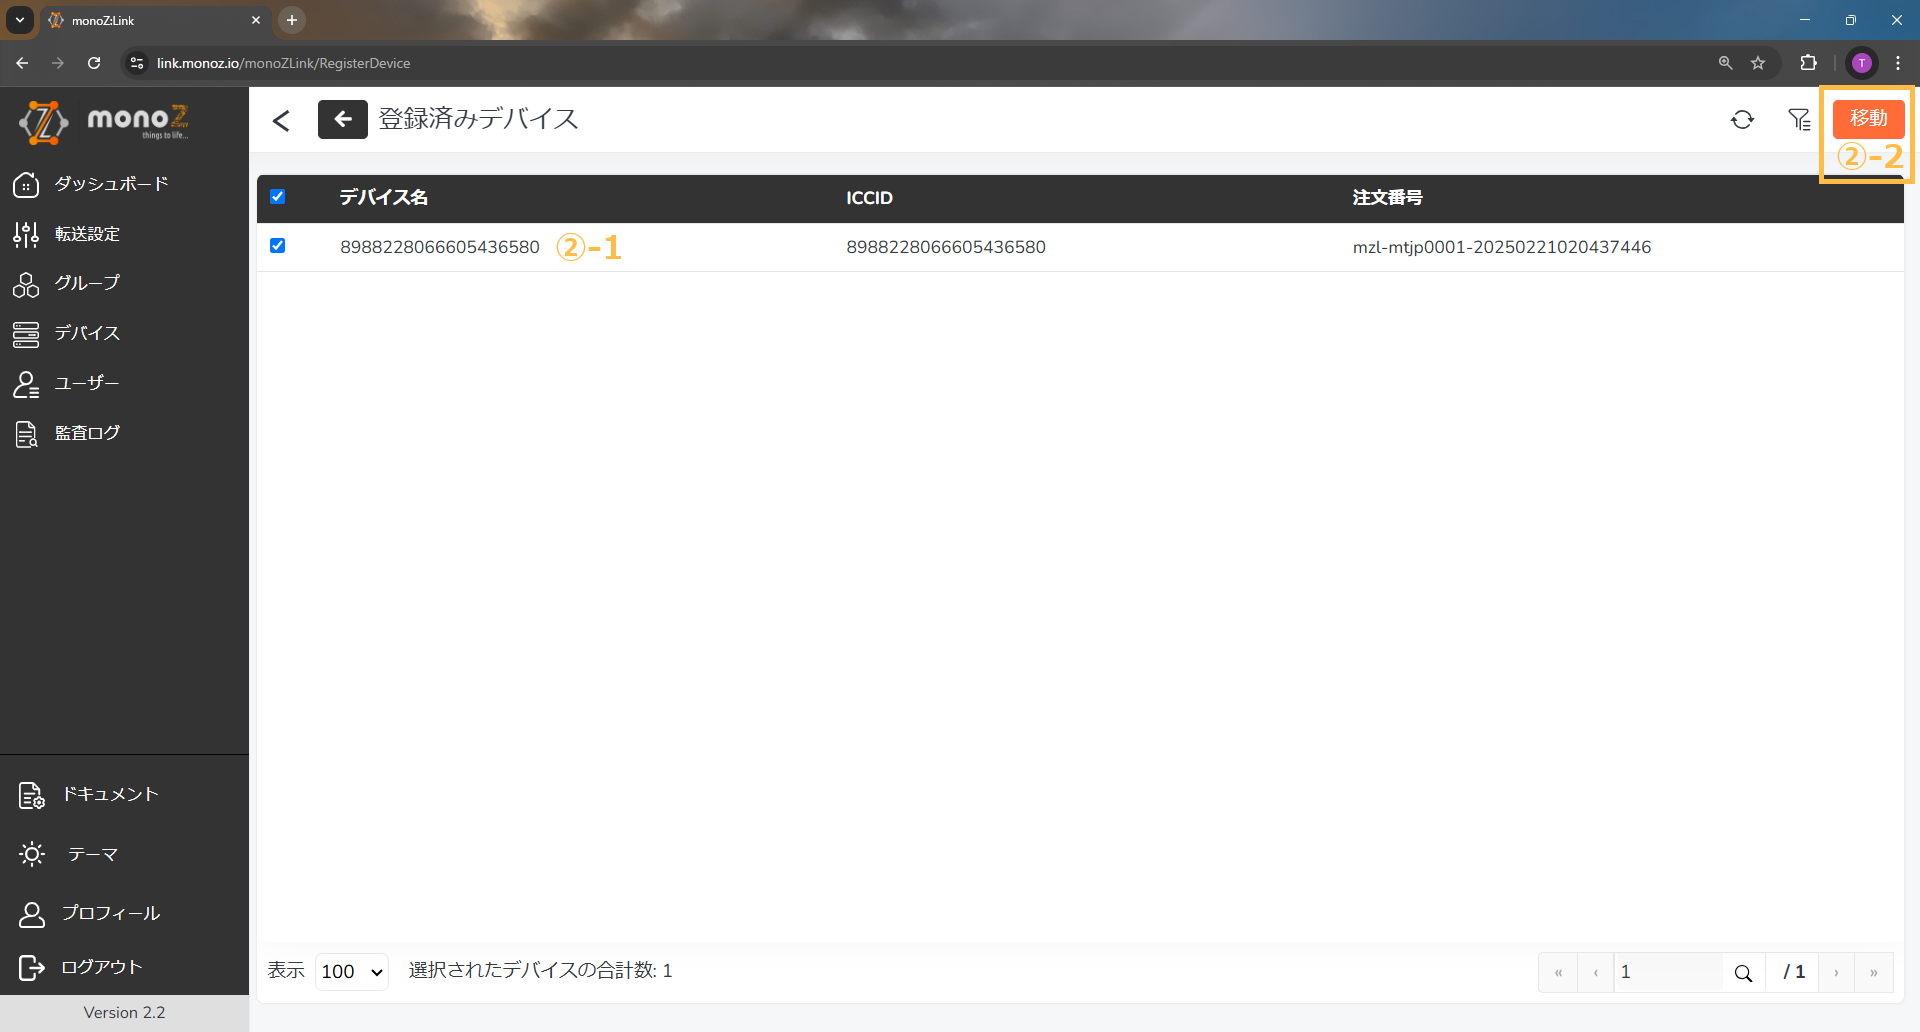 monoZ:Link
link.monoz.io/monoZLink/RegisterDevice
T
monoZ
things to life...
登録済みデバイス
移動
②-2
ダッシュボード
転送設定
グループ
デバイス
ユーザー
監査ログ
デバイス名 ICCID 注文番号
8988228066605436580 ②-1 8988228066605436580 mzl-mtjp0001-20250221020437446
ドキュメント
テーマ
プロフィール
ログアウト
Version 2.2
表示 100 選択されたデバイスの合計数: 1
« ‹ 1 / 1 › »